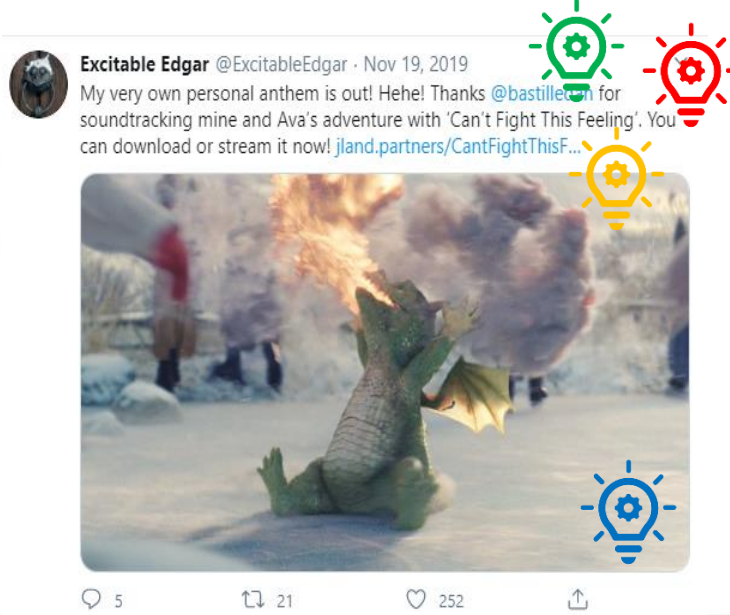 Excitable Edgar @ExcitableEdgar · Nov 19, 2019
My very own personal anthem is out! Hehe! Thanks @bastilledan for
soundtracking mine and Ava's adventure with 'Can't Fight This Feeling'. You
can download or stream it now! jland.partners/CantFightThisF...
5 21 252